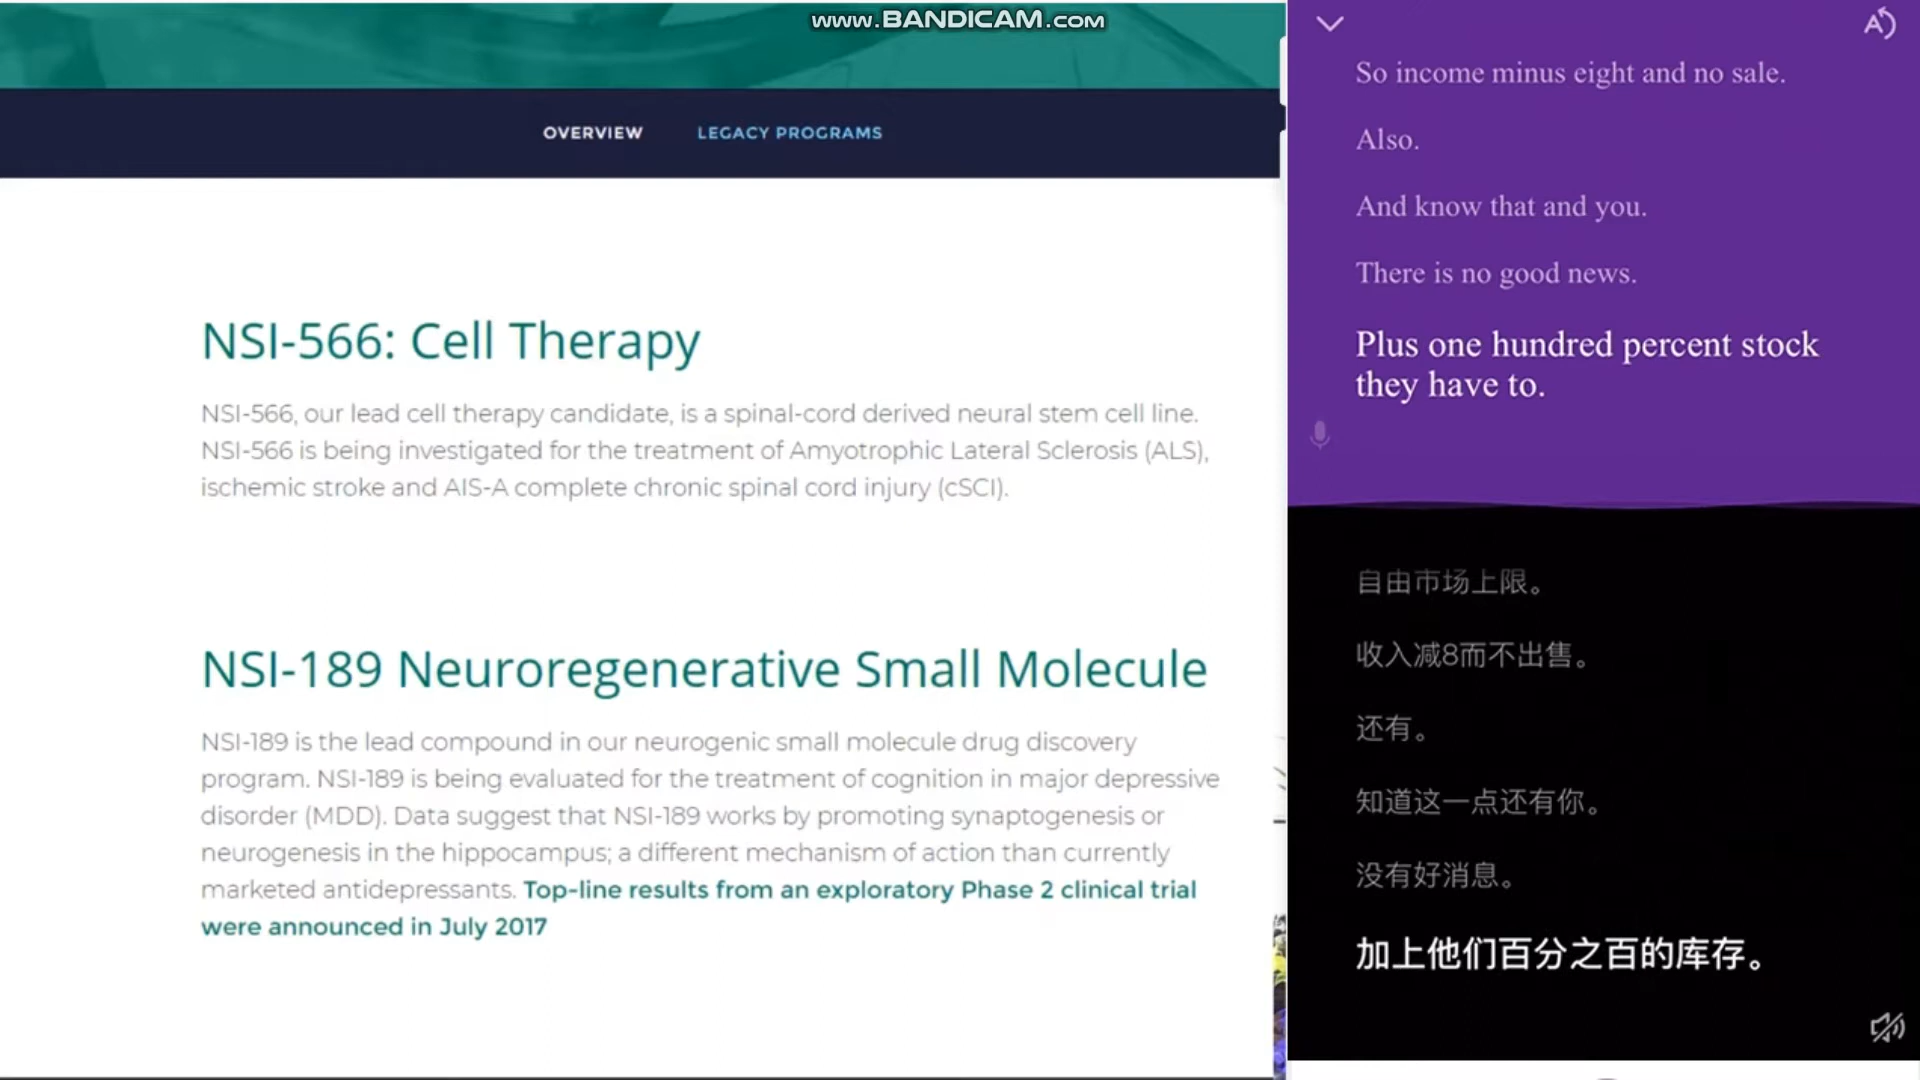 www.BANDICAM.com
OVERVIEW
LEGACY PROGRAMS
NSI-566: Cell Therapy
NSI-566, our lead cell therapy candidate, is a spinal-cord derived neural stem cell line.
NSI-566 is being investigated for the treatment of Amyotrophic Lateral Sclerosis (ALS),
ischemic stroke and AIS-A complete chronic spinal cord injury (cSCI).
NSI-189 Neuroregenerative Small Molecule
NSI-189 is the lead compound in our neurogenic small molecule drug discovery
program. NSI-189 is being evaluated for the treatment of cognition in major depressive
disorder (MDD). Data suggest that NSI-189 works by promoting synaptogenesis or
neurogenesis in the hippocampus; a different mechanism of action than currently
marketed antidepressants. Top-line results from an exploratory Phase 2 clinical trial
were announced in July 2017
So income minus eight and no sale.
Also.
And know that and you.
There is no good news.
Plus one hundred percent stock
they have to.
自由市场上限。
收入减8而不出售。
还有。
知道这一点还有你。
没有好消息。
加上他们百分之百的库存。